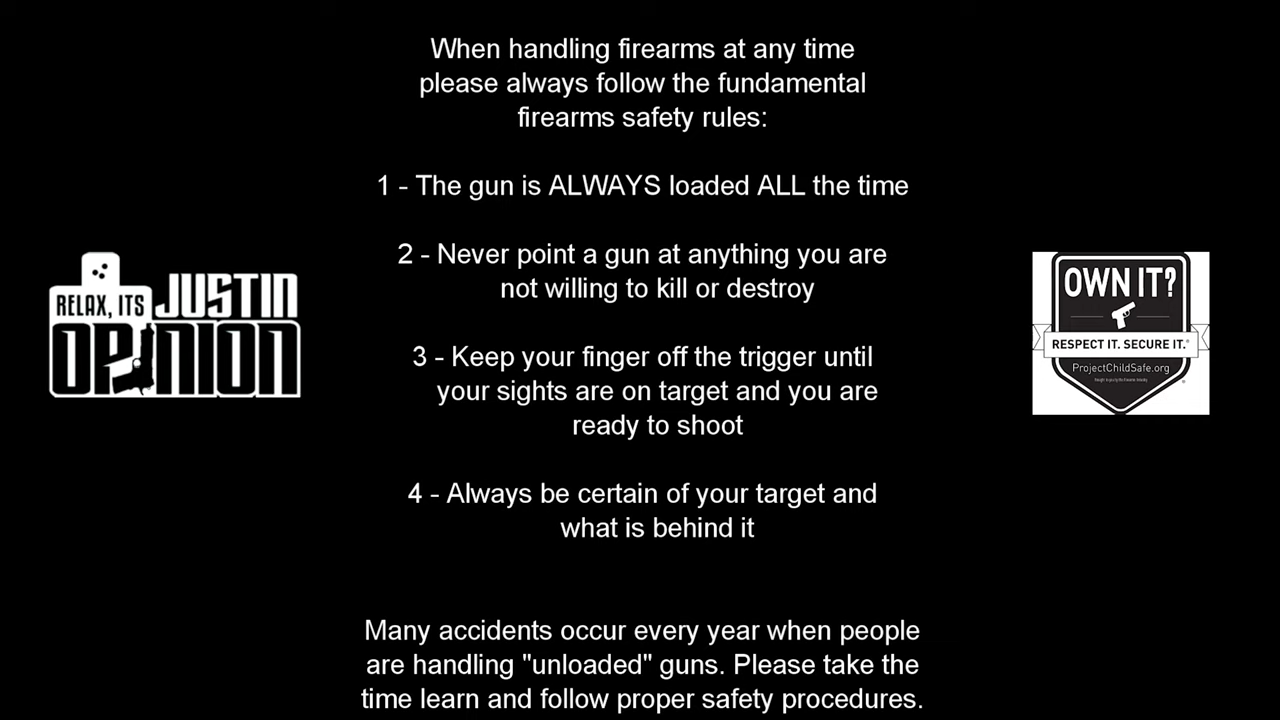 When handling firearms at any time
please always follow the fundamental
firearms safety rules:
1 - The gun is ALWAYS loaded ALL the time
2 - Never point a gun at anything you are
not willing to kill or destroy
3 - Keep your finger off the trigger until
your sights are on target and you are
ready to shoot
4 - Always be certain of your target and
what is behind it
Many accidents occur every year when people
are handling "unloaded" guns. Please take the
time learn and follow proper safety procedures.
RELAX, ITS JUSTIN
OPINION
OWN IT?
RESPECT IT. SECURE IT.®
ProjectChildSafe.org